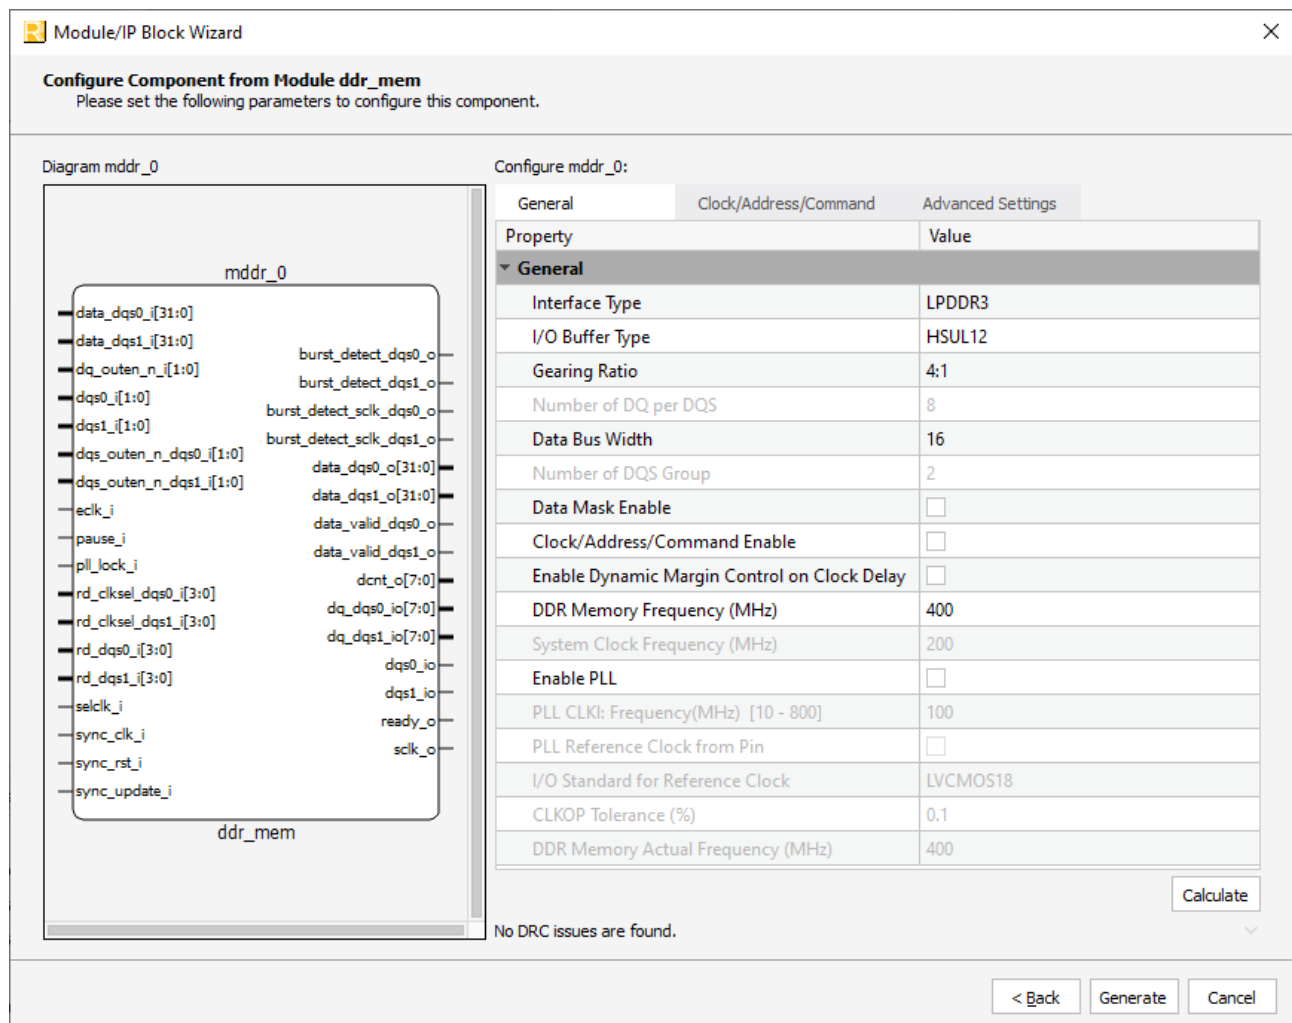 Module/IP Block Wizard
Configure Component from Module ddr_mem
Please set the following parameters to configure this component.
Diagram mddr_0
mddr_0
data_dqs0_i[31:0]
data_dqs1_i[31:0]
dq_outen_n_i[1:0]
dqs0_i[1:0]
dqs1_i[1:0]
dqs_outen_n_dqs0_i[1:0]
dqs_outen_n_dqs1_i[1:0]
eclk_i
pause_i
pll_lock_i
rd_clksel_dqs0_i[3:0]
rd_clksel_dqs1_i[3:0]
rd_dqs0_i[3:0]
rd_dqs1_i[3:0]
selclk_i
sync_clk_i
sync_rst_i
sync_update_i
burst_detect_dqs0_o
burst_detect_dqs1_o
burst_detect_sclk_dqs0_o
burst_detect_sclk_dqs1_o
data_dqs0_o[31:0]
data_dqs1_o[31:0]
data_valid_dqs0_o
data_valid_dqs1_o
dcnt_o[7:0]
dq_dqs0_io[7:0]
dq_dqs1_io[7:0]
dqs0_io
dqs1_io
ready_o
sclk_o
ddr_mem
Configure mddr_0:
General Clock/Address/Command Advanced Settings
Property Value
General
Interface Type LPDDR3
I/O Buffer Type HSUL12
Gearing Ratio 4:1
Number of DQ per DQS 8
Data Bus Width 16
Number of DQS Group 2
Data Mask Enable
Clock/Address/Command Enable
Enable Dynamic Margin Control on Clock Delay
DDR Memory Frequency (MHz) 400
System Clock Frequency (MHz) 200
Enable PLL
PLL CLKI: Frequency(MHz) [10 - 800] 100
PLL Reference Clock from Pin
I/O Standard for Reference Clock LVCMOS18
CLKOP Tolerance (%) 0.1
DDR Memory Actual Frequency (MHz) 400
Calculate
No DRC issues are found.
< Back Generate Cancel